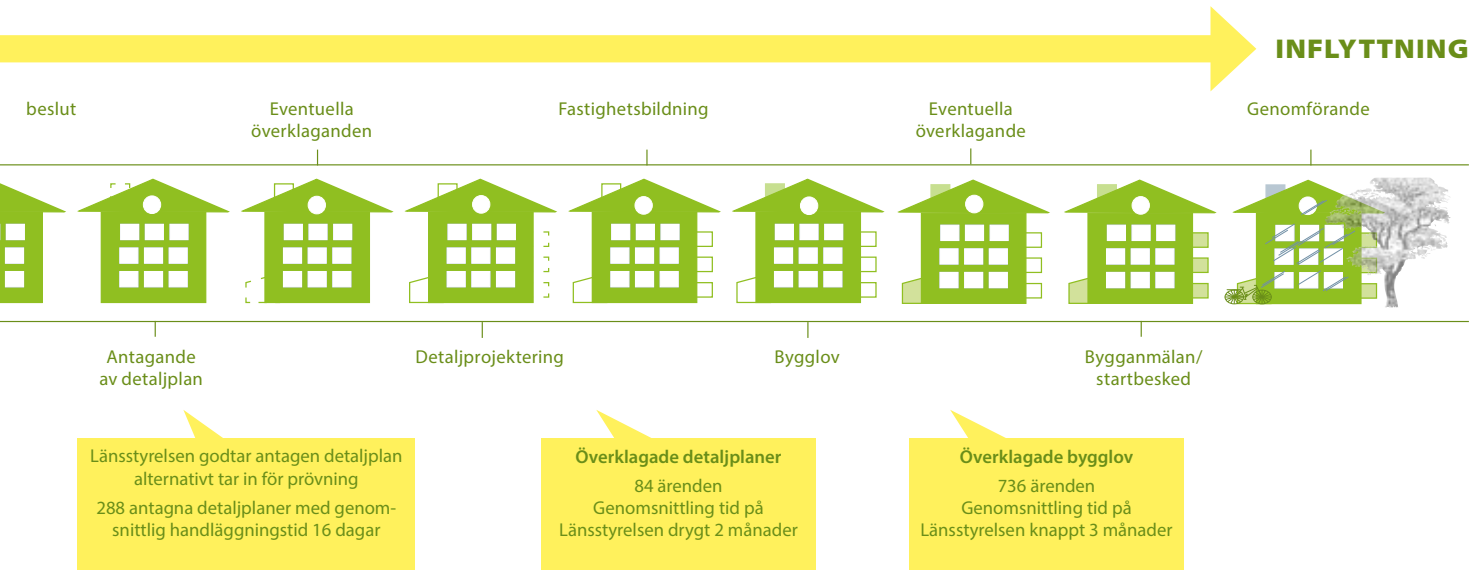 INFLYTTNING
beslut
Eventuella
överklaganden
Fastighetsbildning
Eventuella
överklagande
Genomförande
Antagande
av detaljplan
Detaljprojektering
Bygglov
Bygganmälan/
startbesked
Länsstyrelsen godtar antagen detaljplan
alternativt tar in för prövning
288 antagna detaljplaner med genom-
snittlig handläggningstid 16 dagar
Överklagade detaljplaner
84 ärenden
Genomsnittling tid på
Länsstyrelsen drygt 2 månader
Överklagade bygglov
736 ärenden
Genomsnittling tid på
Länsstyrelsen knappt 3 månader